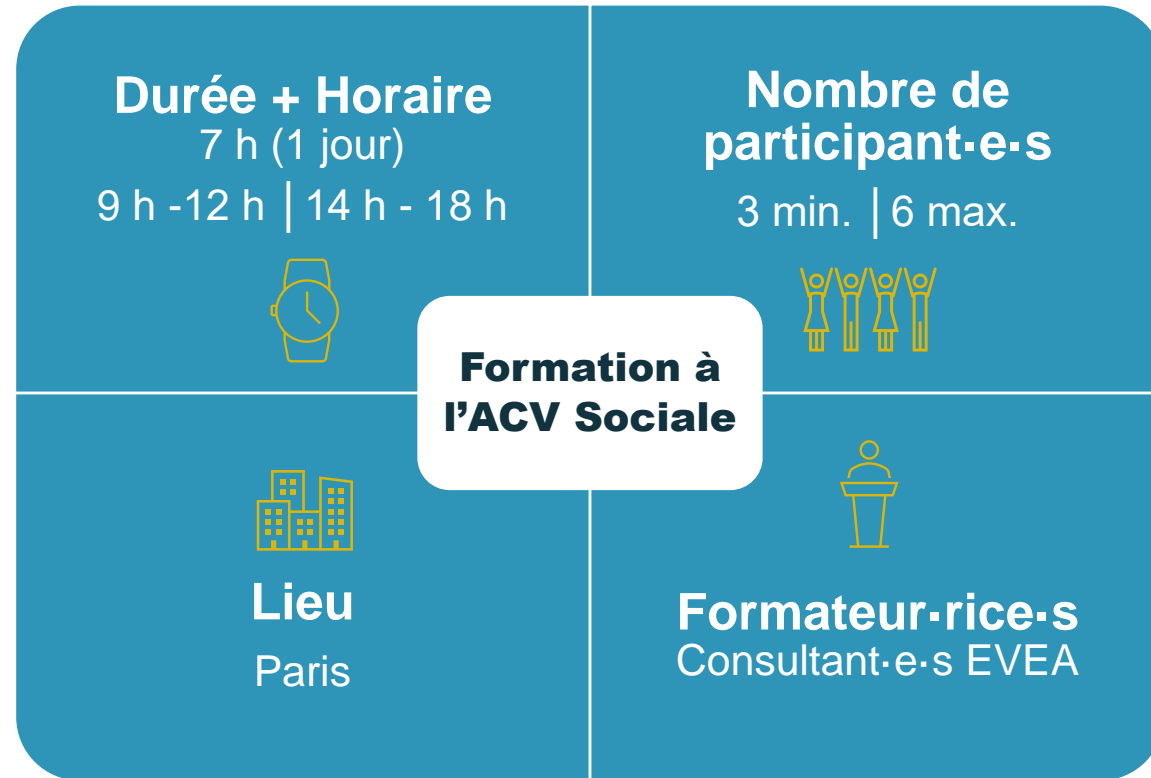 Durée + Horaire
7 h (1 jour)
9 h -12 h | 14 h - 18 h
Nombre de
participant·e·s
3 min. | 6 max.
Formation à
l’ACV Sociale
Lieu
Paris
Formateur·rice·s
Consultant·e·s EVEA